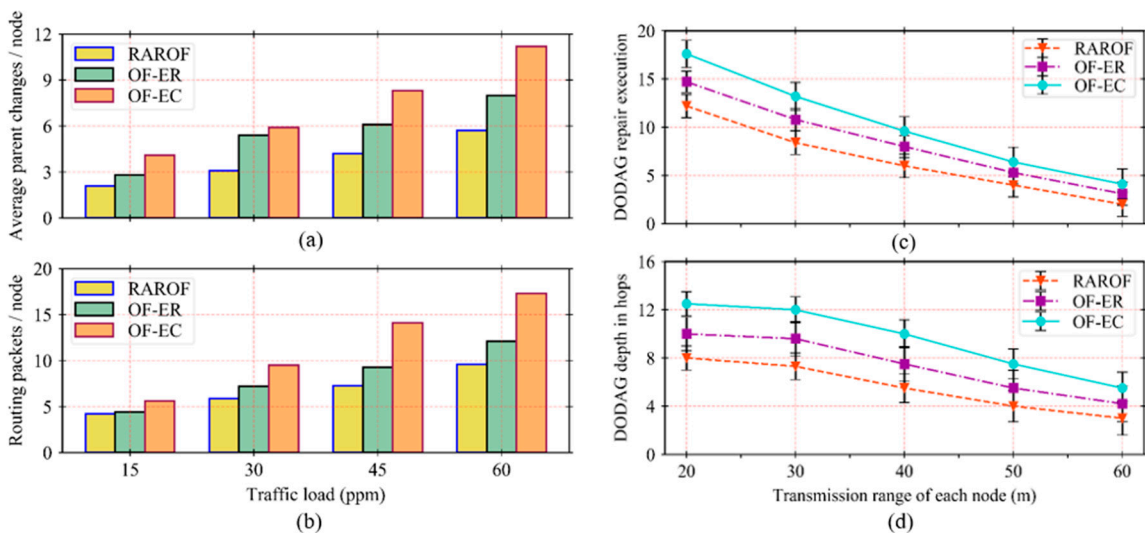 12
9
6
3
0
Average parent changes / node
RAROF
OF-ER
OF-EC
(a)
20
15
10
5
0
Routing packets / node
RAROF
OF-ER
OF-EC
15 30 45 60
Traffic load (ppm)
(b)
20
15
10
5
0
DODAG repair execution
RAROF
OF-ER
OF-EC
(c)
16
12
8
4
0
DODAG depth in hops
RAROF
OF-ER
OF-EC
20 30 40 50 60
Transmission range of each node (m)
(d)